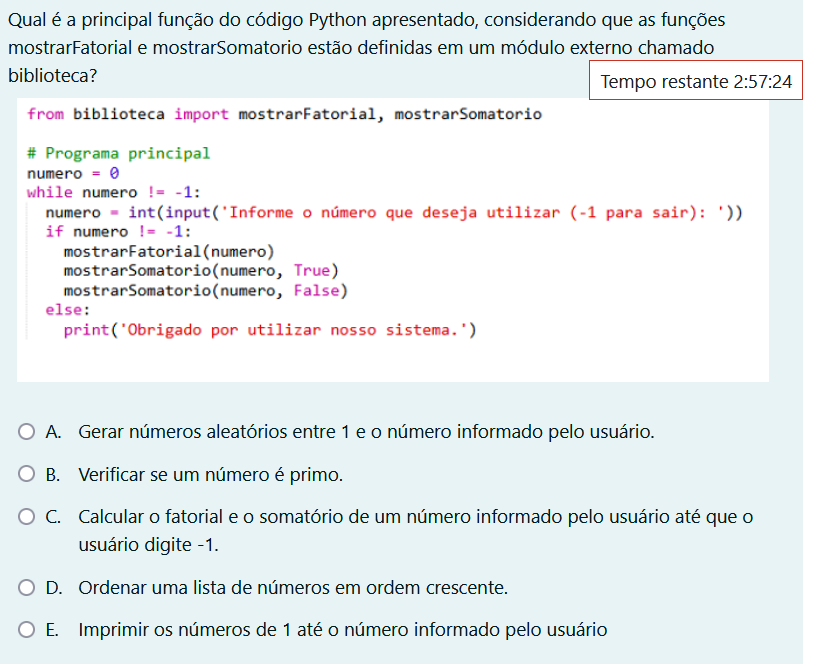 Qual é a principal função do código Python apresentado, considerando que as funções
mostrarFatorial e mostrarSomatorio estão definidas em um módulo externo chamado
biblioteca?
Tempo restante 2:57:24
from biblioteca import mostrarFatorial, mostrarSomatorio
# Programa principal
numero = 0
while numero != -1:
numero = int(input('Informe o número que deseja utilizar (-1 para sair): '))
if numero != -1:
mostrarFatorial(numero)
mostrarSomatorio(numero, True)
mostrarSomatorio(numero, False)
else:
print('Obrigado por utilizar nosso sistema.')
A. Gerar números aleatórios entre 1 e o número informado pelo usuário.
B. Verificar se um número é primo.
C. Calcular o fatorial e o somatório de um número informado pelo usuário até que o
usuário digite -1.
D. Ordenar uma lista de números em ordem crescente.
E. Imprimir os números de 1 até o número informado pelo usuário